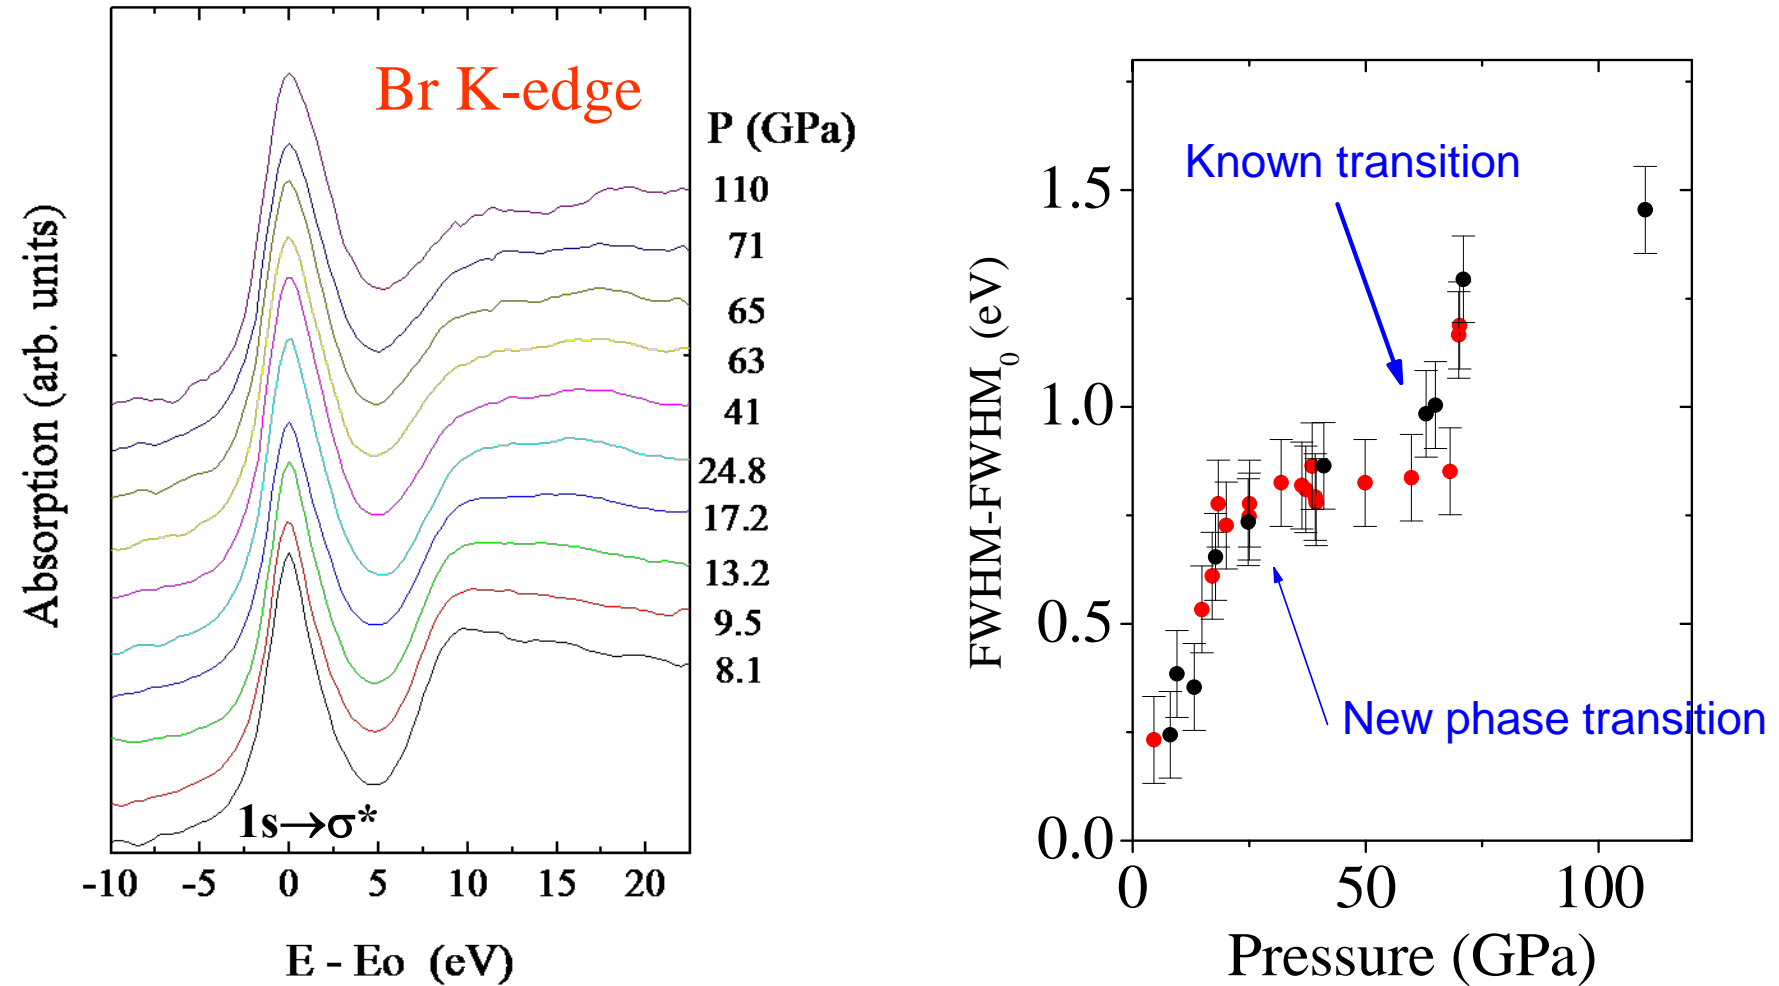 Br K-edge
P (GPa)
110
71
65
63
41
24.8
17.2
13.2
9.5
8.1
Absorption (arb. units)
1s→σ*
-10 -5 0 5 10 15 20
E - Eo (eV)
Known transition
New phase transition
FWHM-FWHM₀ (eV)
1.5
1.0
0.5
0.0
0 50 100
Pressure (GPa)